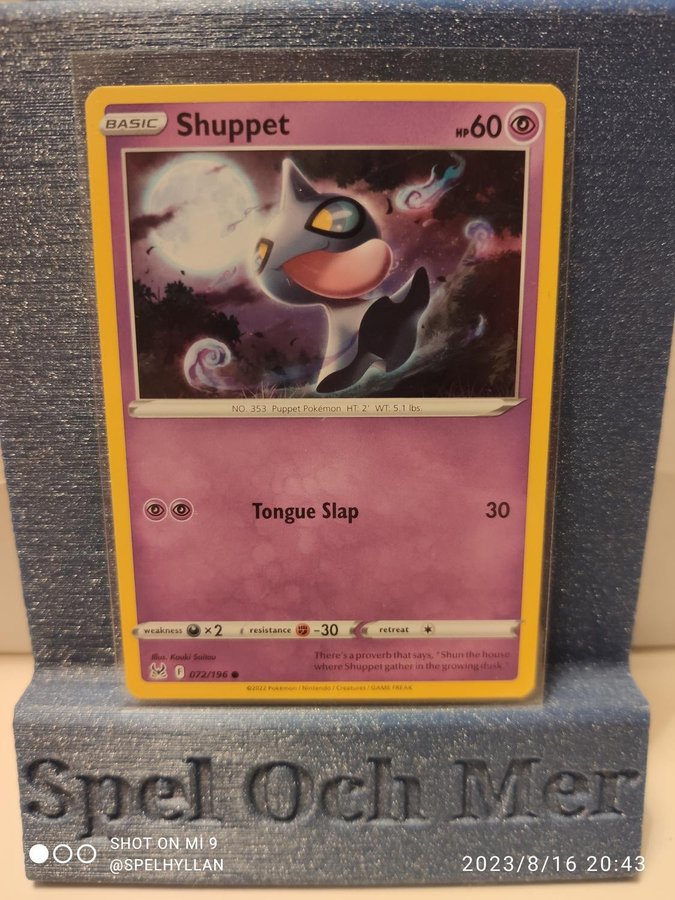 BASIC Shuppet HP60
NO. 353 Puppet Pokémon HT: 2' WT: 5.1 lbs.
Tongue Slap 30
weakness ×2 resistance -30 retreat
Illus. Kouki Saitou
There's a proverb that says, "Shun the house
where Shuppet gather in the growing dusk."
F 072/196
©2022 Pokémon / Nintendo / Creatures / GAME FREAK
Spel Och Mer
SHOT ON MI 9
@SPELHYLLAN
2023/8/16 20:43